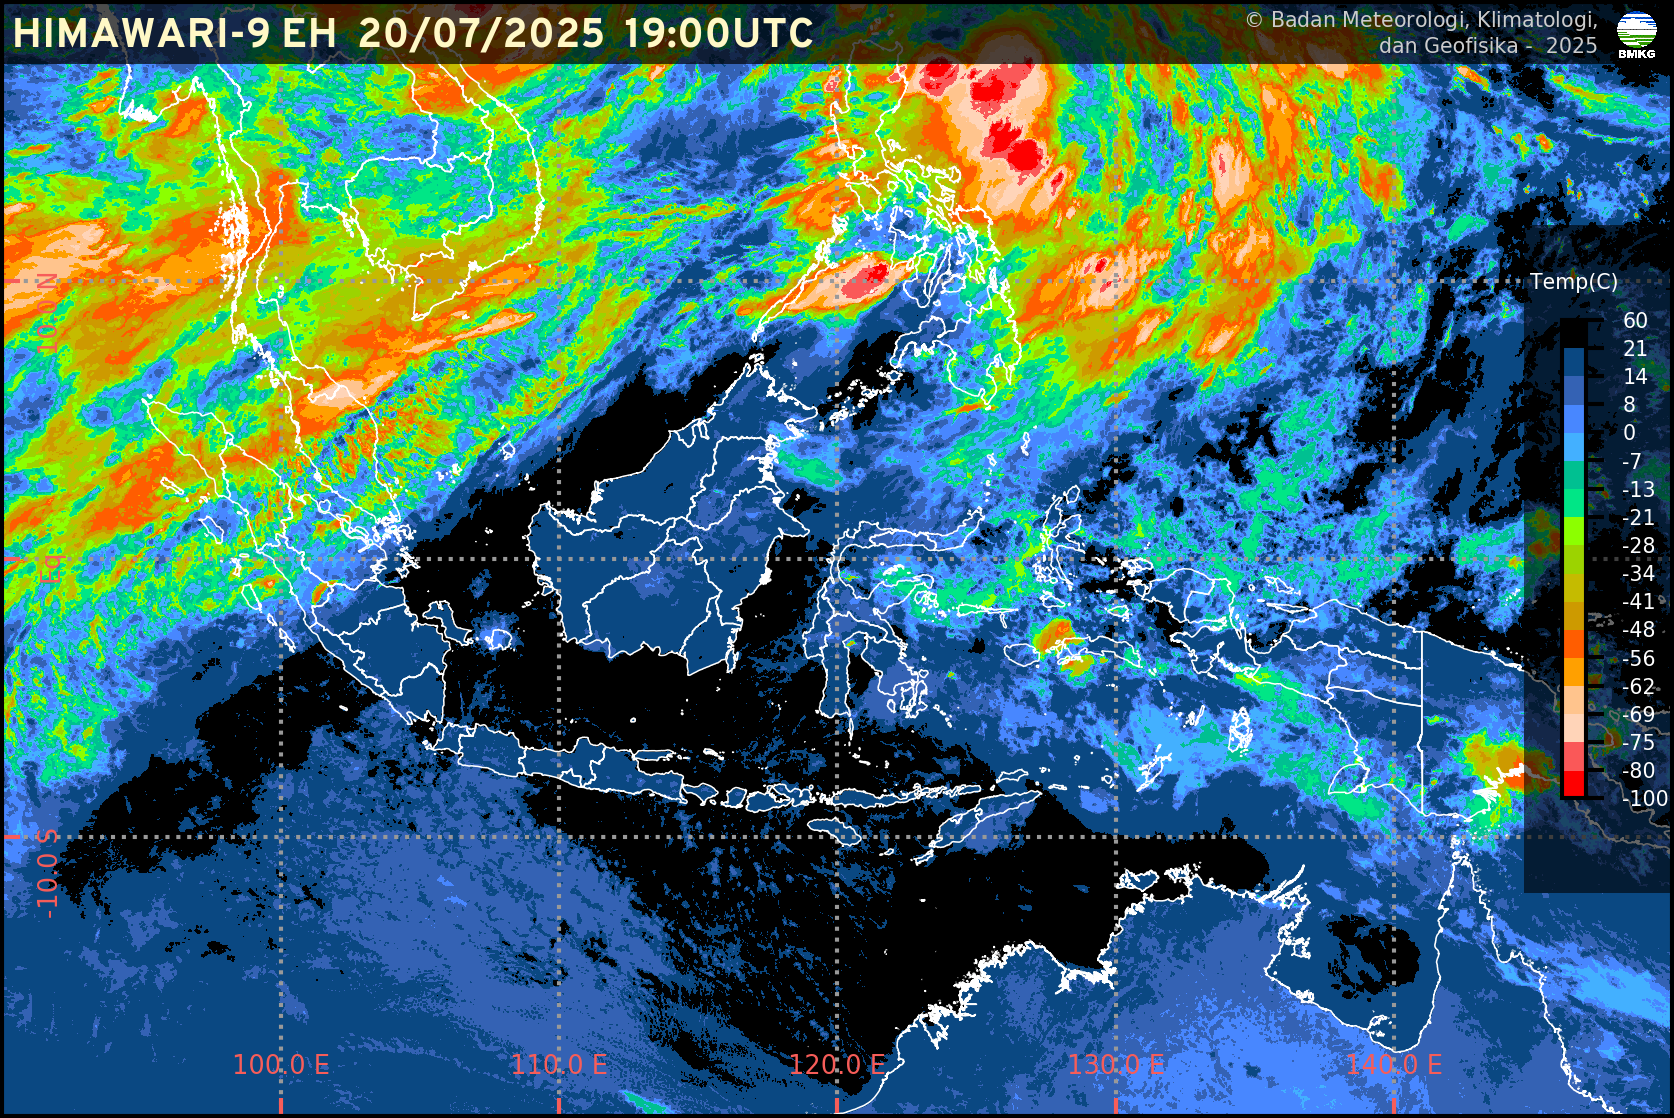 HIMAWARI-9 EH 20/07/2025 19:00UTC
© Badan Meteorologi, Klimatologi,
dan Geofisika - 2025
BMKG
Temp(C)
60
21
14
8
0
-7
-13
-21
-28
-34
-41
-48
-56
-62
-69
-75
-80
-100
10.0 N
Eq
-10.0 S
100.0 E
110.0 E
120.0 E
130.0 E
140.0 E